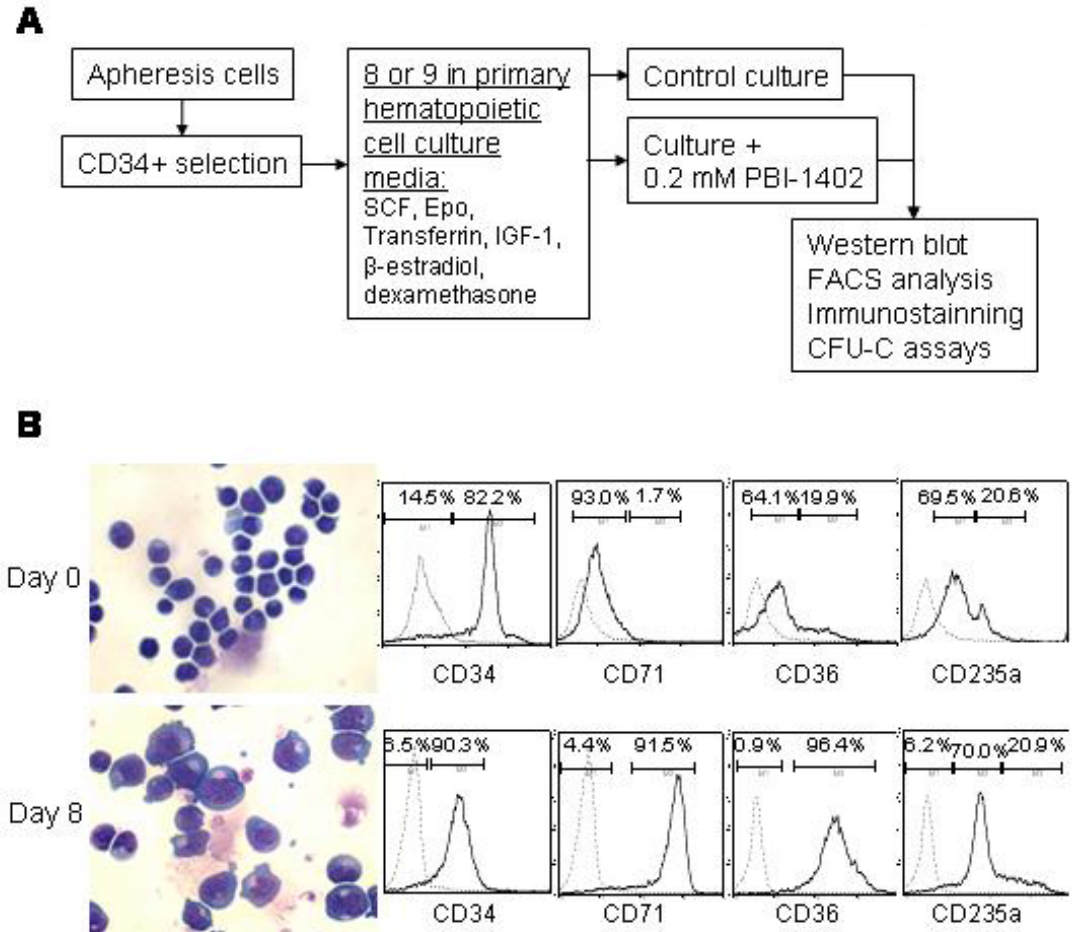 A
Apheresis cells
CD34+ selection
8 or 9 in primary
hematopoietic
cell culture
media:
SCF, Epo,
Transferrin, IGF-1,
β-estradiol,
dexamethasone
Control culture
Culture +
0.2 mM PBI-1402
Western blot
FACS analysis
Immunostainning
CFU-C assays
B
Day 0
14.5% 82.2%
93.0% 1.7%
64.1% 19.9%
69.5% 20.6%
CD34
CD71
CD36
CD235a
Day 8
6.5% 90.3%
4.4% 91.5%
0.9% 96.4%
6.2% 70.0% 20.9%
CD34
CD71
CD36
CD235a